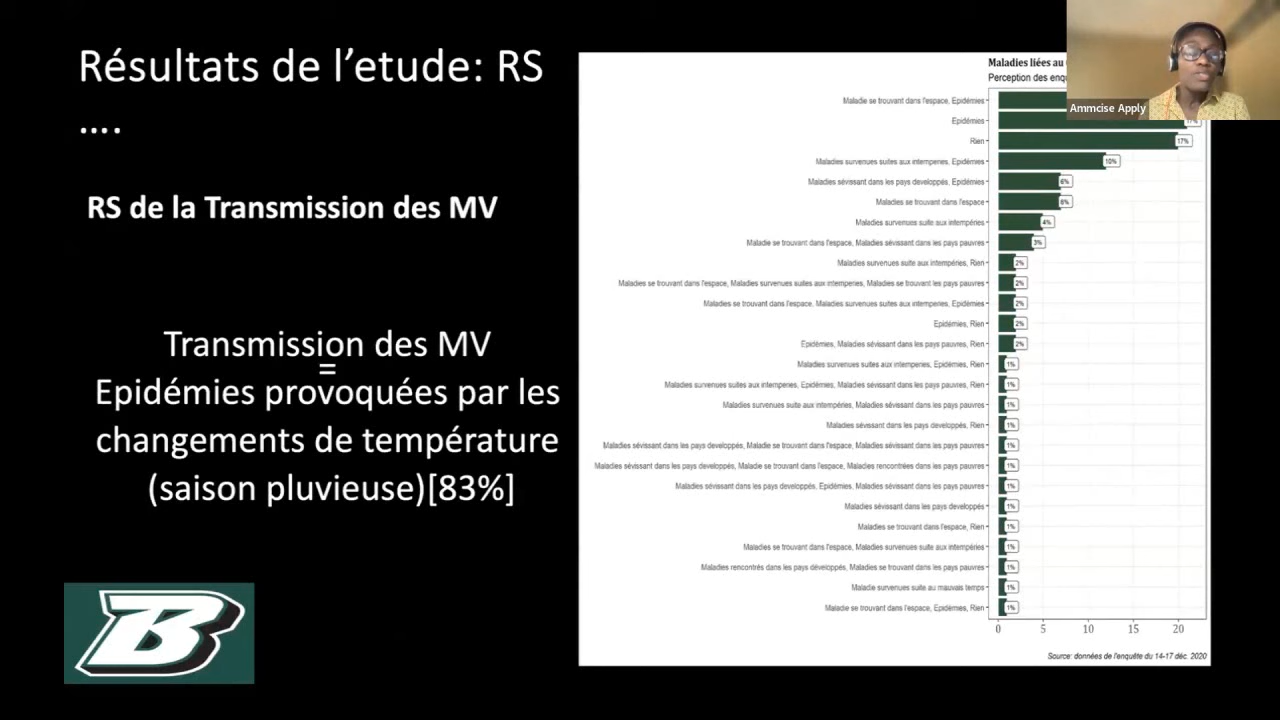 Résultats de l’etude: RS
….
RS de la Transmission des MV
Transmission des MV
=
Epidémies provoquées par les
changements de température
(saison pluvieuse)[83%]
B
Maladies liées au
Perception des enq
Ammcise Apply
Maladie se trouvant dans l'espace, Epidémies
Epidémies 17%
Rien 17%
Maladies survenues suites aux intemperies, Epidémies 10%
Maladies sévissant dans les pays developpés, Epidémies 6%
Maladies se trouvant dans l'espace 6%
Maladies survenues suite aux intempéries 4%
Maladie se trouvant dans l'espace, Maladies sévissant dans les pays pauvres 3%
Maladies survenues suite aux intempéries, Rien 2%
Maladies se trouvant dans l'espace, Maladies survenues suites aux intemperies, Maladies se trouvant les pays pauvres 2%
Maladies se trouvant dans l'espace, Maladies survenues suites aux intemperies, Epidémies 2%
Epidémies, Rien 2%
Epidémies, Maladies sévissant dans les pays pauvres, Rien 2%
Maladies survenues suites aux intemperies, Epidémies, Rien 1%
Maladies survenues suites aux intemperies, Epidémies, Maladies sévissant dans les pays pauvres, Rien 1%
Maladies survenues suite aux intempéries, Maladies sévissant dans les pays pauvres 1%
Maladies sévissant dans les pays developpés, Rien 1%
Maladies sévissant dans les pays developpés, Maladie se trouvant dans l'espace, Maladies sévissant dans les pays pauvres 1%
Maladies sévissant dans les pays developpés, Maladie se trouvant dans l'espace, Maladies rencontrées dans les pays pauvres 1%
Maladies sévissant dans les pays developpés, Epidémies, Maladies sévissant dans les pays pauvres 1%
Maladies sévissant dans les pays developpés 1%
Maladies se trouvant dans l'espace, Rien 1%
Maladies se trouvant dans l'espace, Maladies survenues suite aux intempéries 1%
Maladies rencontrés dans les pays développés, Maladies se trouvant dans les pays pauvres 1%
Maladie survenues suite au mauvais temps 1%
Maladie se trouvant dans l'espace, Epidémies, Rien 1%
0 5 10 15 20
Source: données de l'enquête du 14-17 déc. 2020